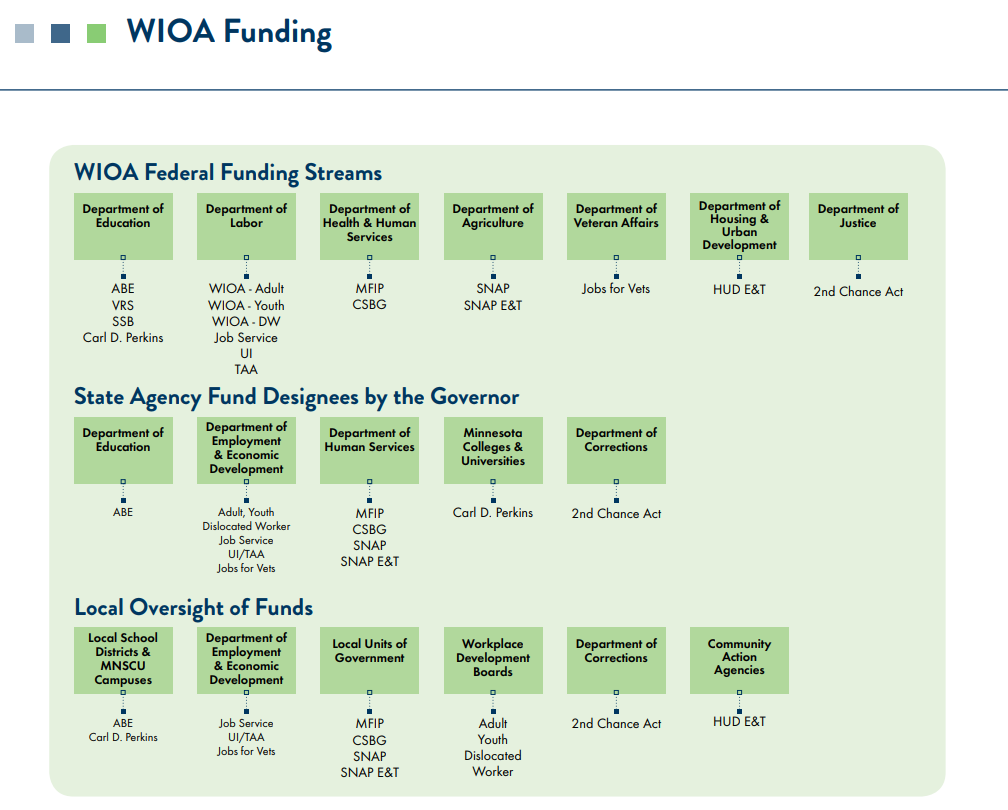 WIOA Funding
WIOA Federal Funding Streams
Department of
Education
ABE
VRS
SSB
Carl D. Perkins
Department of
Labor
WIOA - Adult
WIOA - Youth
WIOA - DW
Job Service
UI
TAA
Department of
Health & Human
Services
MFIP
CSBG
Department of
Agriculture
SNAP
SNAP E&T
Department of
Veteran Affairs
Jobs for Vets
Department of
Housing &
Urban
Development
HUD E&T
Department of
Justice
2nd Chance Act
State Agency Fund Designees by the Governor
Department of
Education
ABE
Department of
Employment
& Economic
Development
Adult, Youth
Dislocated Worker
Job Service
UI/TAA
Jobs for Vets
Department of
Human Services
MFIP
CSBG
SNAP
SNAP E&T
Minnesota
Colleges &
Universities
Carl D. Perkins
Department of
Corrections
2nd Chance Act
Local Oversight of Funds
Local School
Districts &
MNSCU
Campuses
ABE
Carl D. Perkins
Department of
Employment
& Economic
Development
Job Service
UI/TAA
Jobs for Vets
Local Units of
Government
MFIP
CSBG
SNAP
SNAP E&T
Workplace
Development
Boards
Adult
Youth
Dislocated
Worker
Department of
Corrections
2nd Chance Act
Community
Action
Agencies
HUD E&T